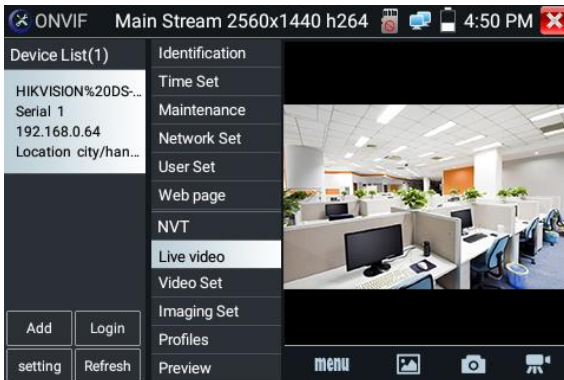 ONVIF Main Stream 2560x1440 h264 4:50 PM
Device List(1)
HIKVISION%20DS-...
Serial 1
192.168.0.64
Location city/han...
Add Login
setting Refresh
Identification
Time Set
Maintenance
Network Set
User Set
Web page
NVT
Live video
Video Set
Imaging Set
Profiles
Preview
menu